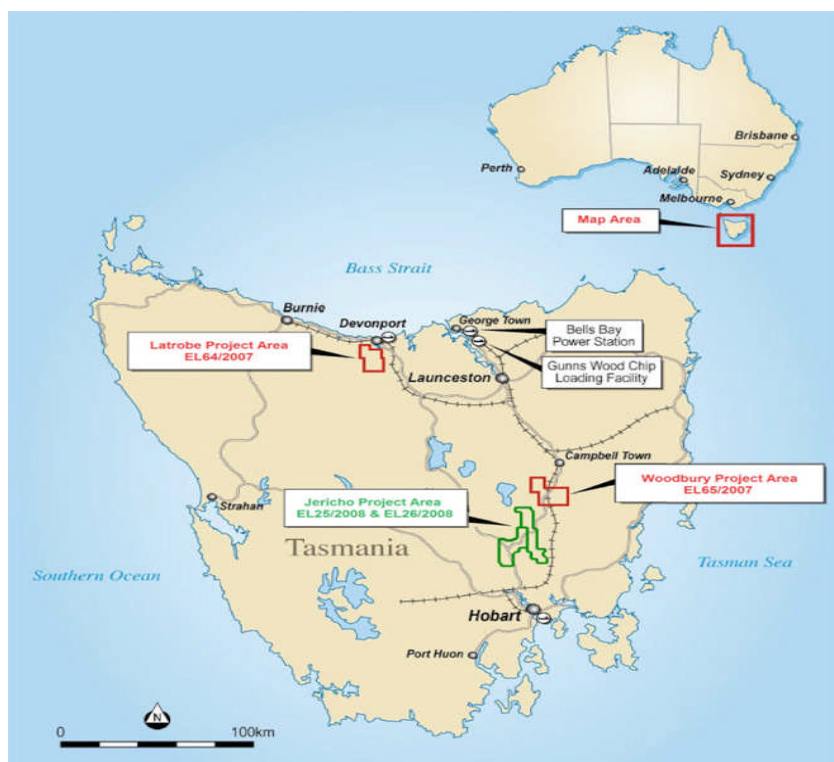 Brisbane
Perth
Adelaide
Sydney
Melbourne
Map Area
Bass Strait
Burnie
Devonport
George Town
Bells Bay
Power Station
Latrobe Project Area
EL64/2007
Gunns Wood Chip
Loading Facility
Launceston
Campbell Town
Woodbury Project Area
EL65/2007
Jericho Project Area
EL25/2008 & EL26/2008
Strahan
Tasmania
Southern Ocean
Tasman Sea
Hobart
Port Huon
N
0
100km